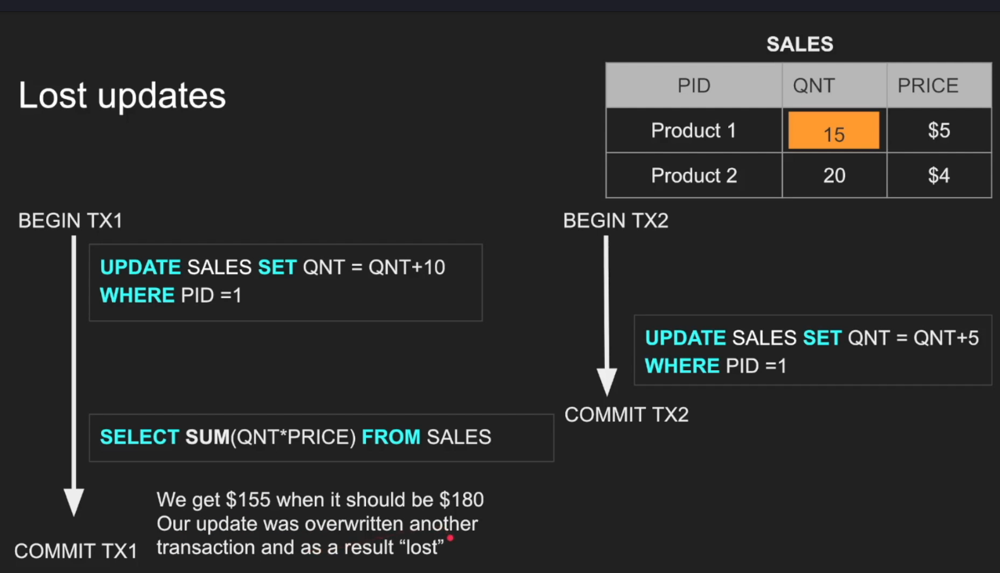 SALES
PID QNT PRICE
Product 1 15 $5
Product 2 20 $4
Lost updates
BEGIN TX1
UPDATE SALES SET QNT = QNT+10
WHERE PID =1
BEGIN TX2
UPDATE SALES SET QNT = QNT+5
WHERE PID =1
COMMIT TX2
SELECT SUM(QNT*PRICE) FROM SALES
We get $155 when it should be $180
Our update was overwritten another
transaction and as a result “lost”
COMMIT TX1